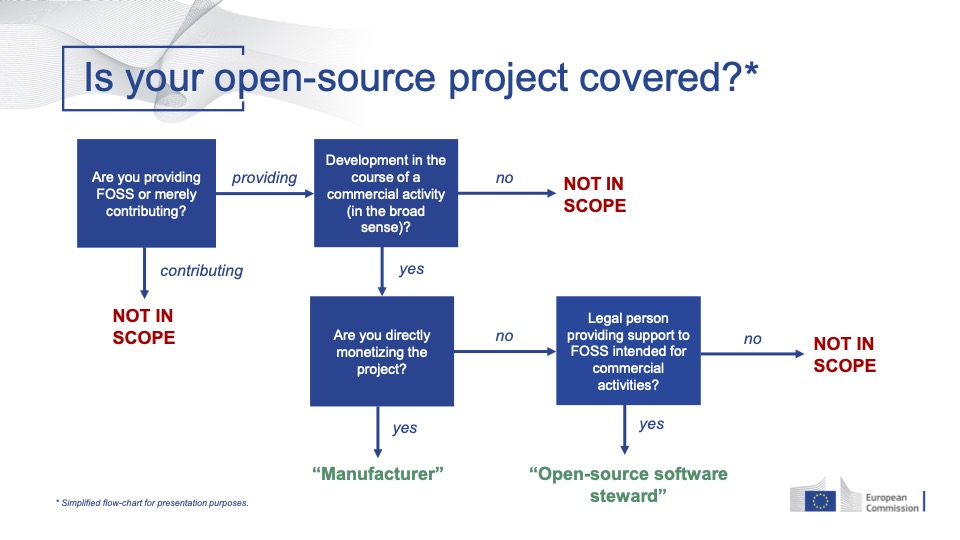 Is your open-source project covered?*
Are you providing
FOSS or merely
contributing?
providing
Development in the
course of a
commercial activity
(in the broad
sense)?
no
NOT IN
SCOPE
contributing
NOT IN
SCOPE
yes
Are you directly
monetizing the
project?
no
Legal person
providing support to
FOSS intended for
commercial
activities?
no
NOT IN
SCOPE
yes
“Manufacturer”
yes
“Open-source software
steward”
* Simplified flow-chart for presentation purposes.
European
Commission